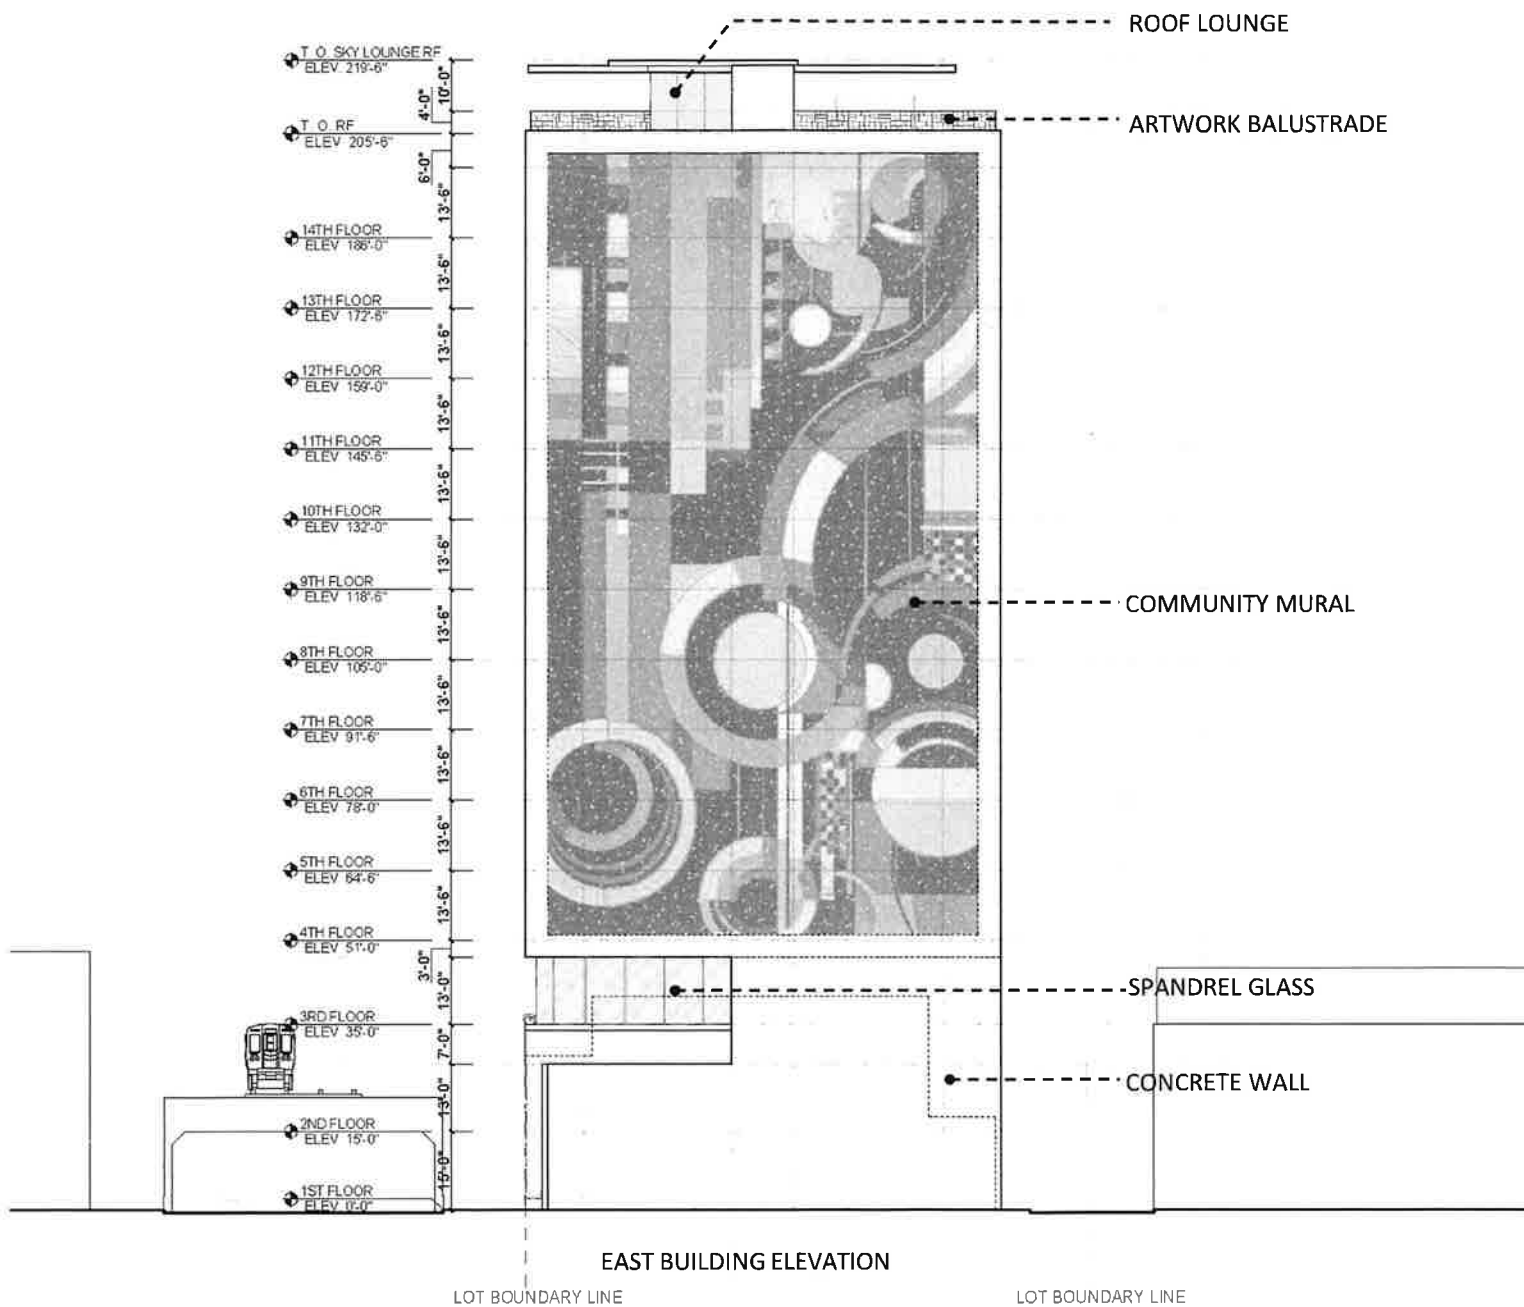 ROOF LOUNGE
T. O. SKY LOUNGE RF
ELEV 219'-6"
10'-0"
4'-0"
ARTWORK BALUSTRADE
T. O. RF
ELEV 205'-6"
6'-0"
13'-6"
14TH FLOOR
ELEV 186'-0"
13'-6"
13TH FLOOR
ELEV 172'-6"
13'-6"
12TH FLOOR
ELEV 159'-0"
13'-6"
11TH FLOOR
ELEV 145'-6"
13'-6"
10TH FLOOR
ELEV 132'-0"
13'-6"
9TH FLOOR
ELEV 118'-6"
COMMUNITY MURAL
13'-6"
8TH FLOOR
ELEV 105'-0"
13'-6"
7TH FLOOR
ELEV 91'-6"
13'-6"
6TH FLOOR
ELEV 78'-0"
13'-6"
5TH FLOOR
ELEV 64'-6"
13'-6"
4TH FLOOR
ELEV 51'-0"
3'-0"
13'-0"
SPANDREL GLASS
3RD FLOOR
ELEV 35'-0"
7'-0"
CONCRETE WALL
13'-0"
2ND FLOOR
ELEV 15'-0"
15'-0"
1ST FLOOR
ELEV 0'-0"
EAST BUILDING ELEVATION
LOT BOUNDARY LINE
LOT BOUNDARY LINE